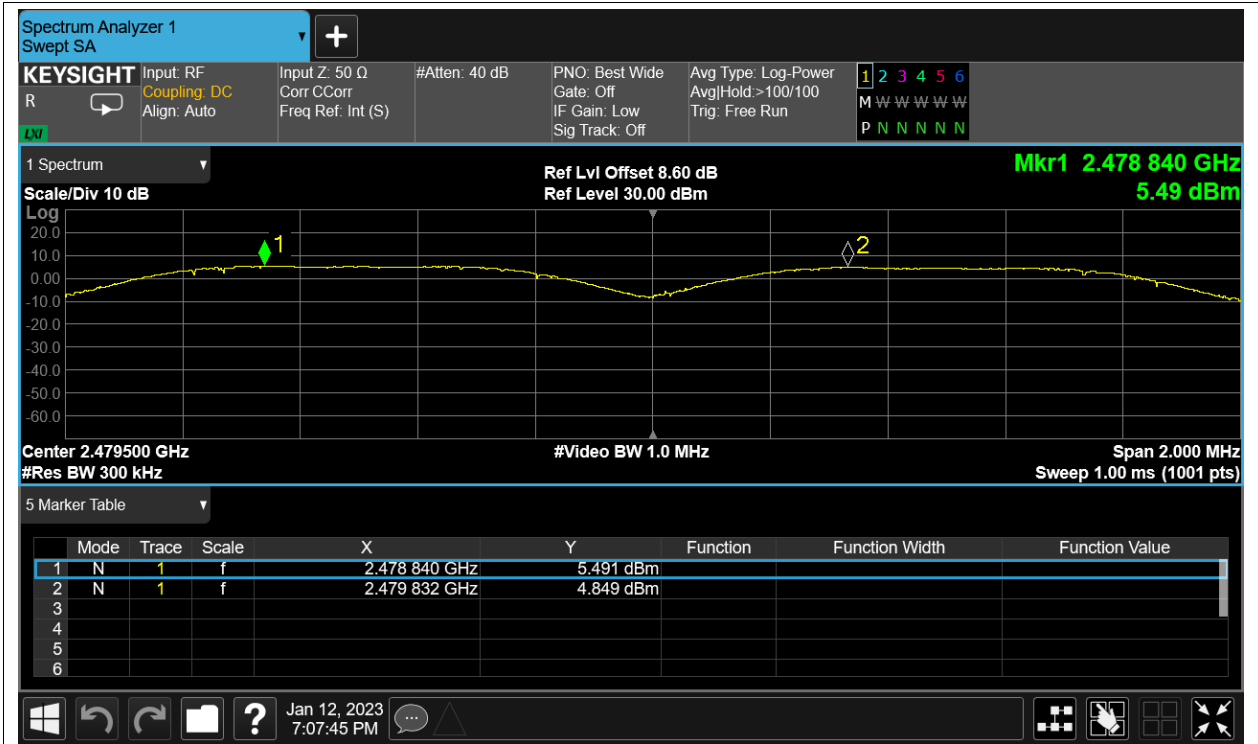 Spectrum Analyzer 1
Swept SA
KEYSIGHT
R
LXI
Input: RF
Coupling: DC
Align: Auto
Input Z: 50 Ω
Corr CCorr
Freq Ref: Int (S)
#Atten: 40 dB
PNO: Best Wide
Gate: Off
IF Gain: Low
Sig Track: Off
Avg Type: Log-Power
Avg|Hold:>100/100
Trig: Free Run
1 2 3 4 5 6
M W W W W W
P N N N N N
1 Spectrum
Scale/Div 10 dB
Ref Lvl Offset 8.60 dB
Ref Level 30.00 dBm
Mkr1 2.478 840 GHz
5.49 dBm
Log
20.0
10.0
0.00
-10.0
-20.0
-30.0
-40.0
-50.0
-60.0
1
2
Center 2.479500 GHz
#Res BW 300 kHz
#Video BW 1.0 MHz
Span 2.000 MHz
Sweep 1.00 ms (1001 pts)
5 Marker Table
Mode Trace Scale X Y Function Function Width Function Value
1 N 1 f 2.478 840 GHz 5.491 dBm
2 N 1 f 2.479 832 GHz 4.849 dBm
3
4
5
6
?
Jan 12, 2023
7:07:45 PM